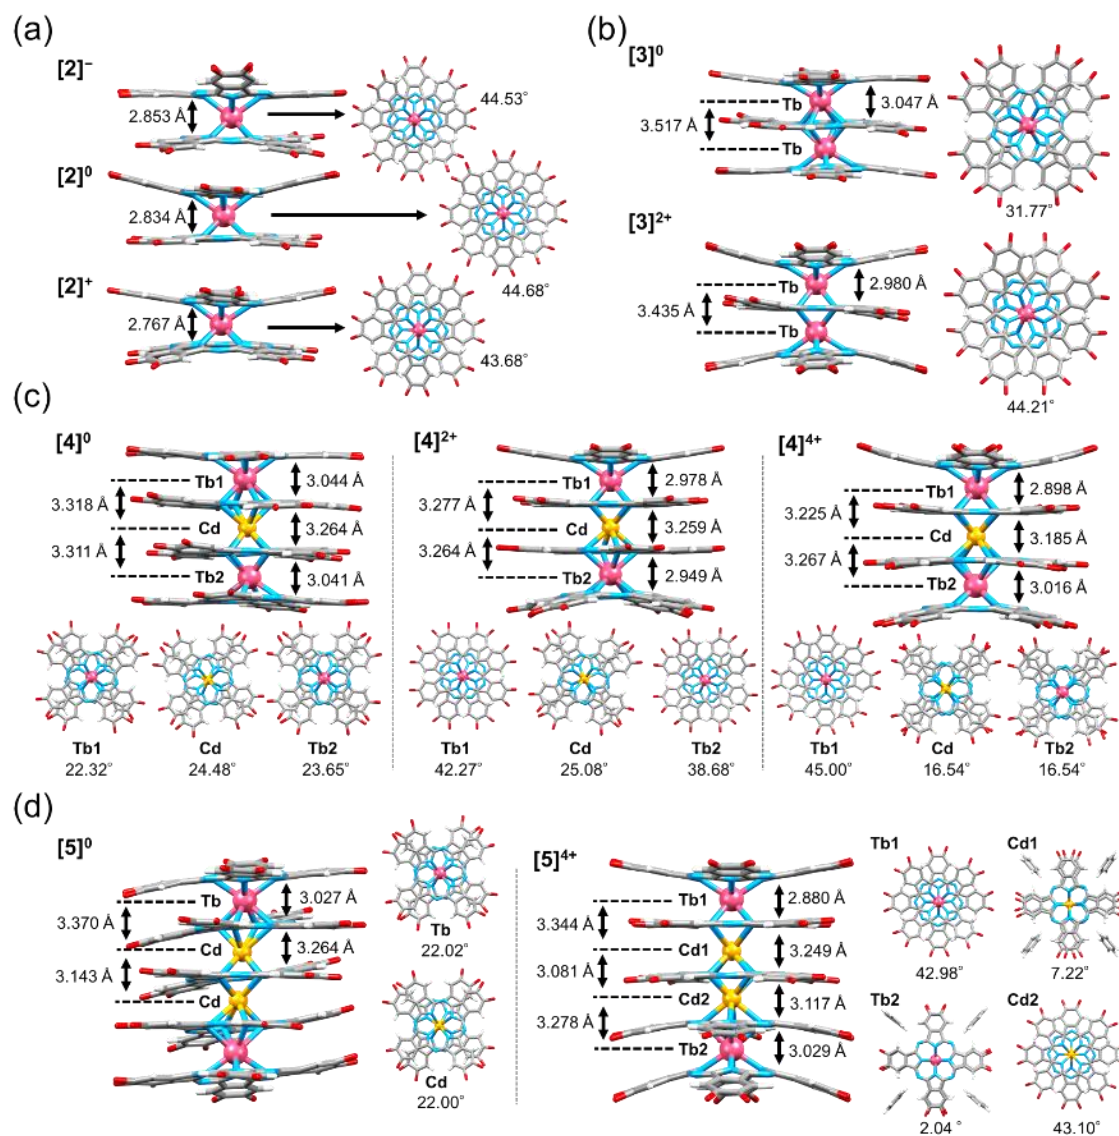 (a)
[2]⁻
2.853 Å
44.53°
[2]⁰
2.834 Å
44.68°
[2]⁺
2.767 Å
43.68°
(b)
[3]⁰
Tb
3.047 Å
3.517 Å
Tb
31.77°
[3]²⁺
Tb
2.980 Å
3.435 Å
Tb
44.21°
(c)
[4]⁰
Tb1
3.044 Å
3.318 Å
Cd
3.264 Å
3.311 Å
Tb2
3.041 Å
Tb1
Cd
Tb2
22.32°
24.48°
23.65°
[4]²⁺
Tb1
2.978 Å
3.277 Å
Cd
3.259 Å
3.264 Å
Tb2
2.949 Å
Tb1
Cd
Tb2
42.27°
25.08°
38.68°
[4]⁴⁺
Tb1
2.898 Å
3.225 Å
Cd
3.185 Å
3.267 Å
Tb2
3.016 Å
Tb1
Cd
Tb2
45.00°
16.54°
16.54°
(d)
[5]⁰
Tb
3.027 Å
3.370 Å
Cd
3.264 Å
3.143 Å
Cd
Tb
22.02°
Cd
22.00°
[5]⁴⁺
Tb1
2.880 Å
3.344 Å
Cd1
3.249 Å
3.081 Å
Cd2
3.117 Å
3.278 Å
Tb2
3.029 Å
Tb1
Cd1
42.98°
7.22°
Tb2
Cd2
2.04°
43.10°